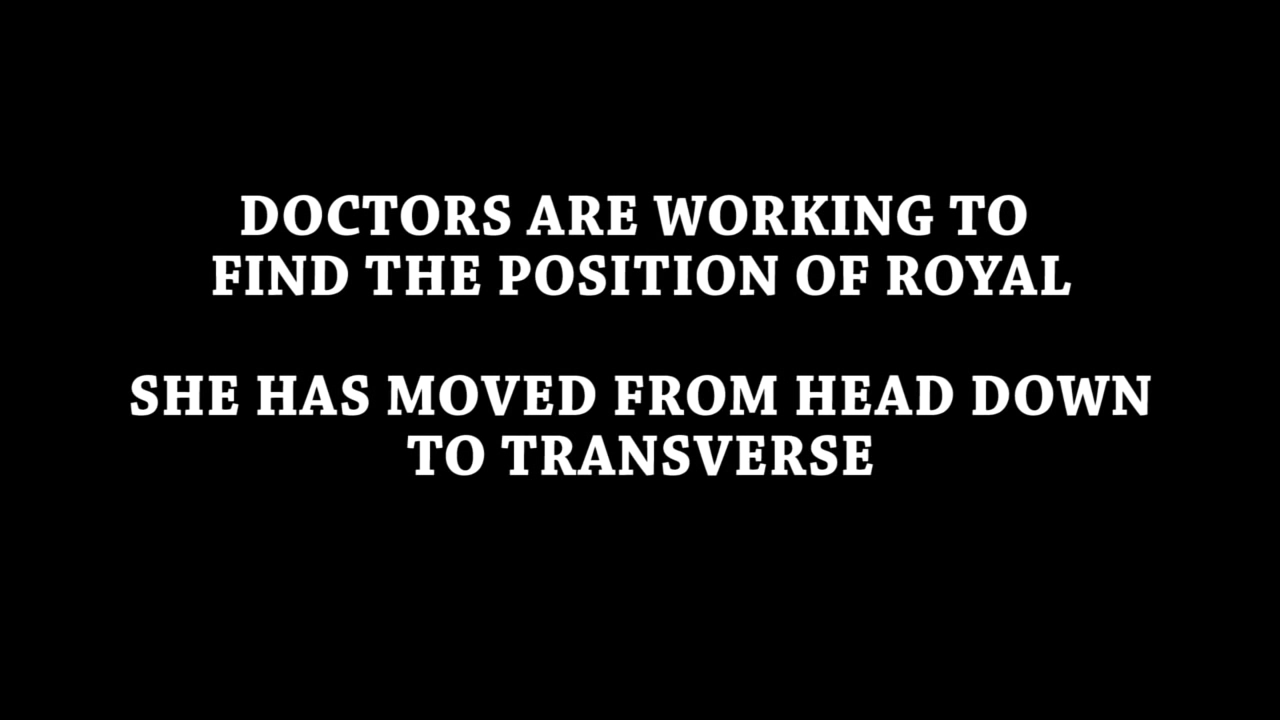 DOCTORS ARE WORKING TO
FIND THE POSITION OF ROYAL
SHE HAS MOVED FROM HEAD DOWN
TO TRANSVERSE